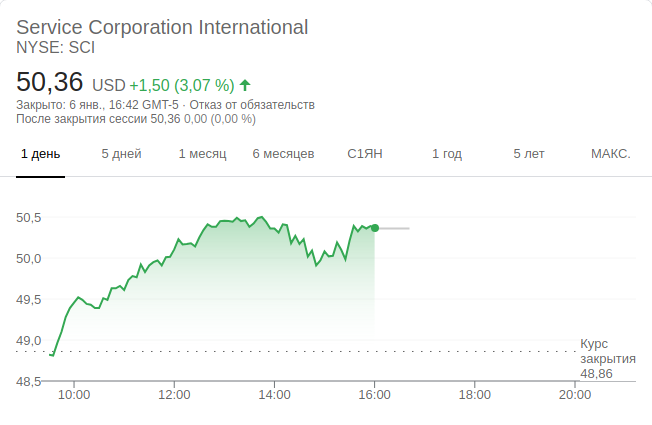 Service Corporation International
NYSE: SCI
50,36 USD +1,50 (3,07 %)
Закрыто: 6 янв., 16:42 GMT-5 · Отказ от обязательств
После закрытия сессии 50,36 0,00 (0,00 %)
1 день 5 дней 1 месяц 6 месяцев С1ЯН 1 год 5 лет МАКС.
50,5
50,0
49,5
49,0
Курс
закрытия
48,86
48,5
10:00 12:00 14:00 16:00 18:00 20:00